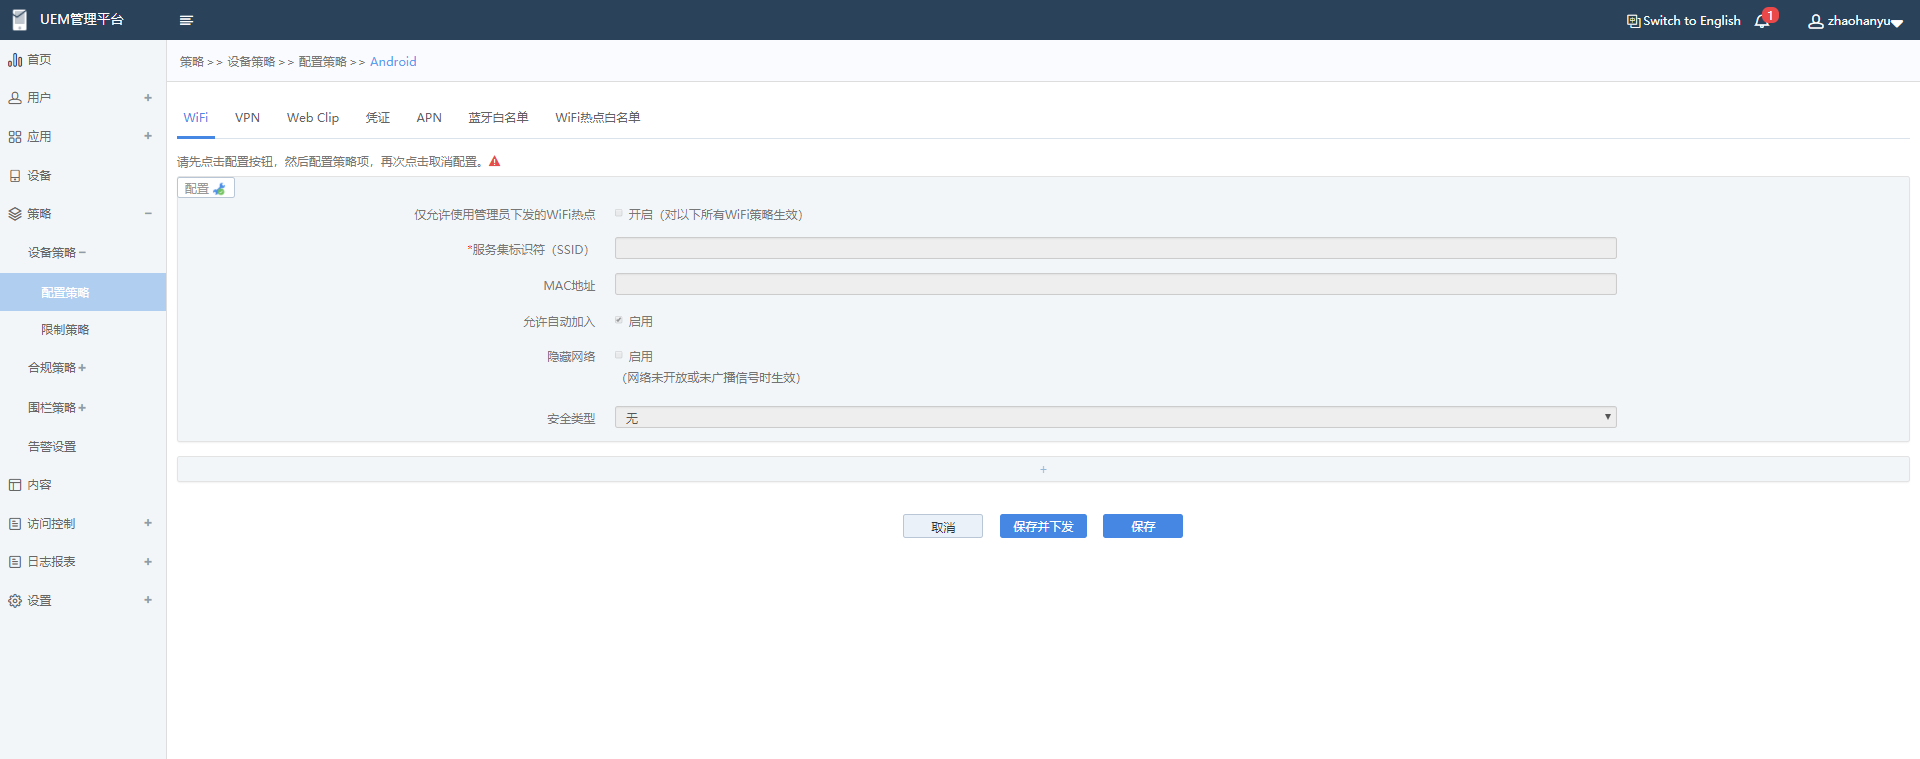 UEM管理平台
Switch to English
1
zhaohanyu
首页
用户 +
应用 +
设备
策略 −
设备策略−
配置策略
限制策略
合规策略+
围栏策略+
告警设置
内容
访问控制 +
日志报表 +
设置 +
策略 >> 设备策略 >> 配置策略 >> Android
WiFi VPN Web Clip 凭证 APN 蓝牙白名单 WiFi热点白名单
请先点击配置按钮，然后配置策略项，再次点击取消配置。
配置
仅允许使用管理员下发的WiFi热点 开启（对以下所有WiFi策略生效）
*服务集标识符（SSID）
MAC地址
允许自动加入 启用
隐藏网络 启用
（网络未开放或未广播信号时生效）
安全类型 无
+
取消 保存并下发 保存